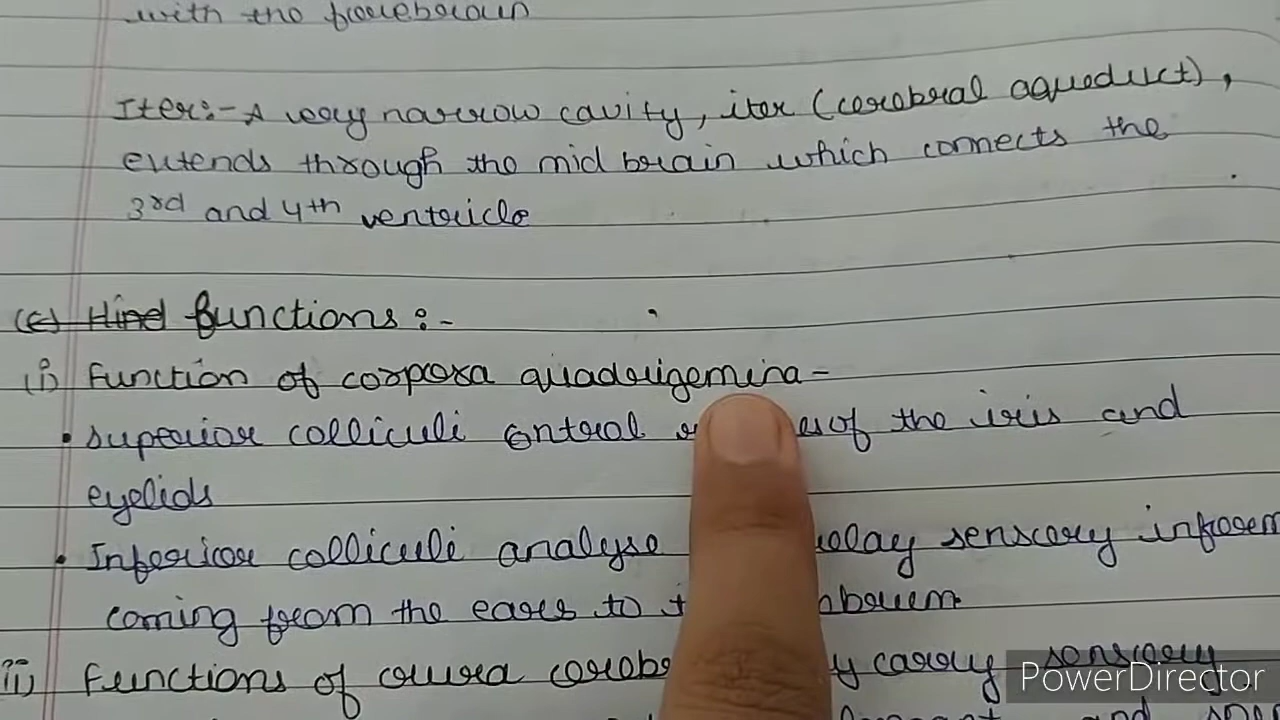 with the forebrain
Iter:- A very narrow cavity, iter (cerebral aqueduct),
extends through the mid brain which connects the
3rd and 4th ventricle
(c) Hind functions:-
(i) Function of corpora quadrigemina-
• superior colliculi control of the iris and
eyelids
• Inferior colliculi analyse relay sensory inform
coming from the ears to
ii) Functions of crura carry sensory
PowerDirector
and